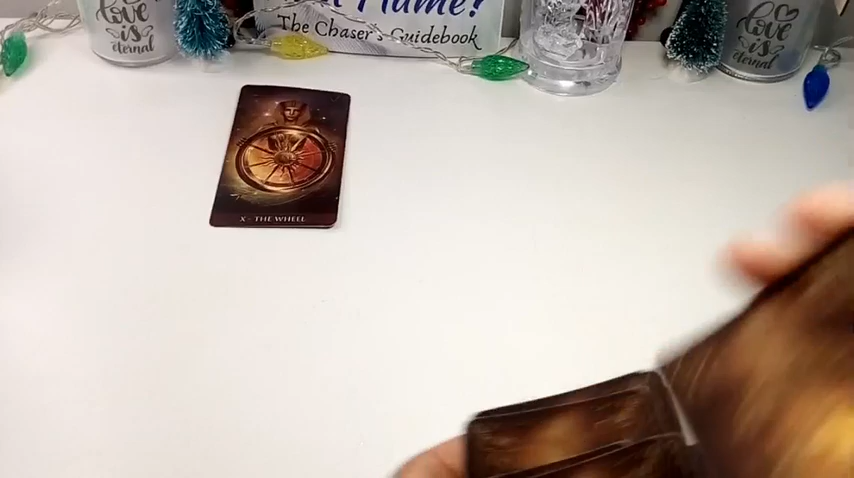 love
is
eternal
Flame?
The Chaser's Guidebook
love
is
eternal
X - THE WHEEL